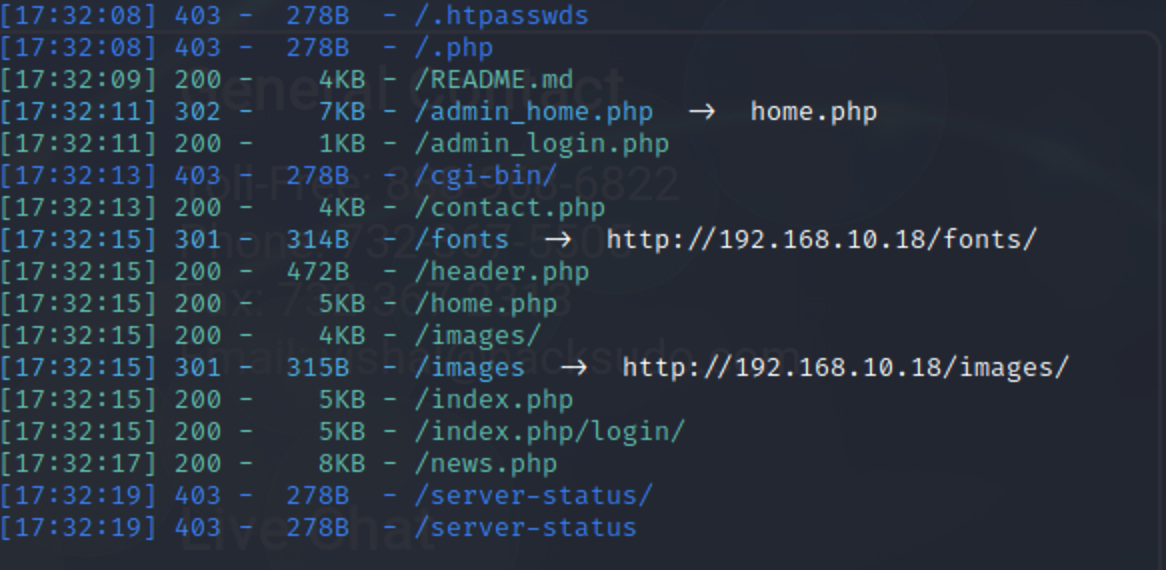 [17:32:08] 403 -  278B  - /.htpasswds
[17:32:08] 403 -  278B  - /.php
[17:32:09] 200 -    4KB - /README.md
[17:32:11] 302 -    7KB - /admin_home.php  →  home.php
[17:32:11] 200 -    1KB - /admin_login.php
[17:32:13] 403 -  278B  - /cgi-bin/
[17:32:13] 200 -    4KB - /contact.php
[17:32:15] 301 -  314B  - /fonts  →  http://192.168.10.18/fonts/
[17:32:15] 200 -  472B  - /header.php
[17:32:15] 200 -    5KB - /home.php
[17:32:15] 200 -    4KB - /images/
[17:32:15] 301 -  315B  - /images  →  http://192.168.10.18/images/
[17:32:15] 200 -    5KB - /index.php
[17:32:15] 200 -    5KB - /index.php/login/
[17:32:17] 200 -    8KB - /news.php
[17:32:19] 403 -  278B  - /server-status/
[17:32:19] 403 -  278B  - /server-status
General Contact
Toll-Free:
Live Chat